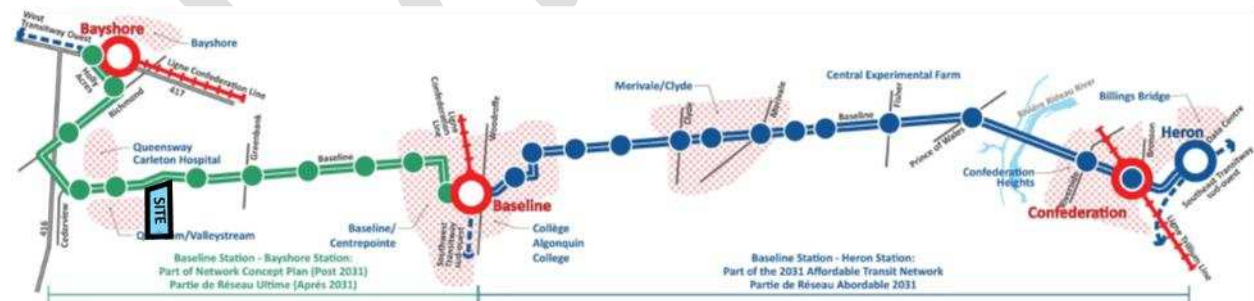 West
Transitway Ouest
Bayshore
Bayshore
Holly
Acres
Ligne Confederation Line
417
Richmond
Queensway
Carleton Hospital
Greenbank
Baseline
416
Cedarview
SITE
Valleystream
Confederation
Line
Ligne
Woodroffe
Baseline
Baseline/
Centrepointe
Southwest
Transitway
sud-ouest
Collège
Algonquin
College
Merivale/Clyde
Clyde
Merivale
Central Experimental Farm
Baseline
Fisher
Prince of Wales
Rivière Rideau River
Confederation
Heights
Riverside
Confederation
Billings Bridge
Bronson
Heron
Data Centre
Southeast Transitway
sud-ouest
Ligne Trillium Line
Baseline Station - Bayshore Station:
Part of Network Concept Plan (Post 2031)
Partie de Réseau Ultime (Aprés 2031)
Baseline Station - Heron Station:
Part of the 2031 Affordable Transit Network
Partie de Réseau Abordable 2031